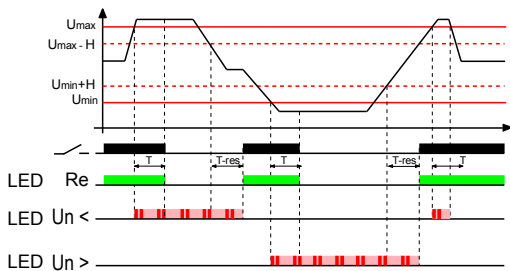 Umax
Umax - H
Umin+H
Umin
T
T-res
T
T-res
T
LED Re
LED Un <
LED Un >